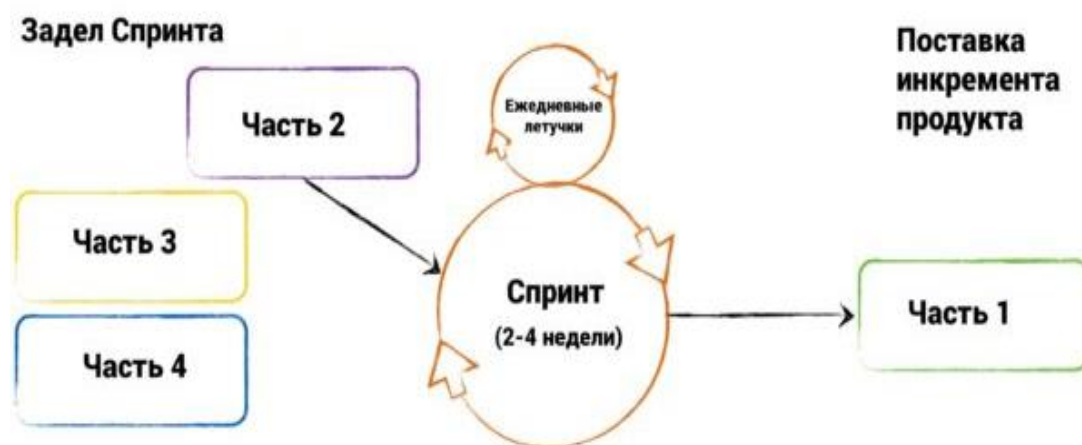 Задел Спринта
Часть 2
Часть 3
Часть 4
Ежедневные
летучки
Спринт
(2-4 недели)
Поставка
инкремента
продукта
Часть 1